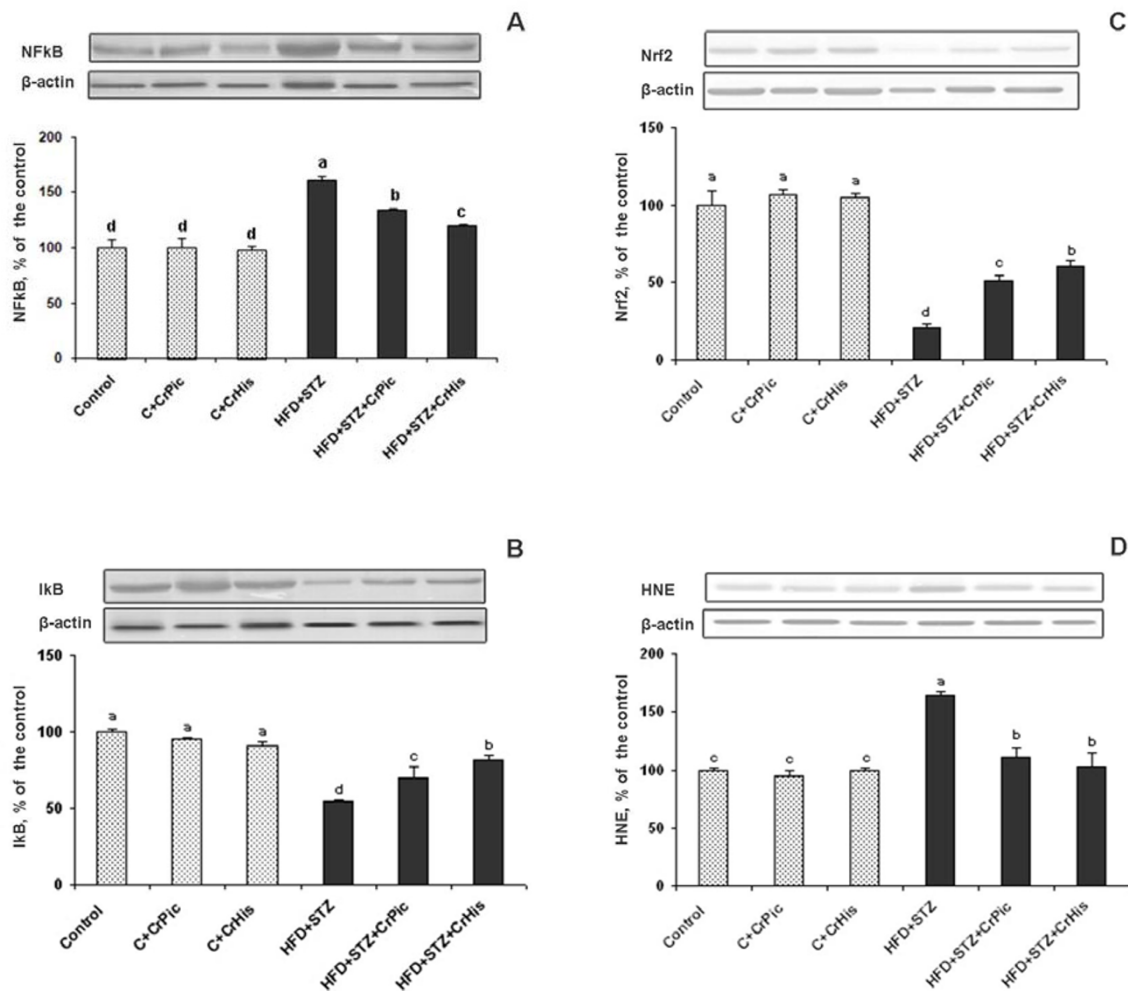 A
NFkB
β-actin
NFkB, % of the control
200
150
100
50
0
d
d
d
a
b
c
Control
C+CrPic
C+CrHis
HFD+STZ
HFD+STZ+CrPic
HFD+STZ+CrHis
C
Nrf2
β-actin
Nrf2, % of the control
150
100
50
0
a
a
a
d
c
b
Control
C+CrPic
C+CrHis
HFD+STZ
HFD+STZ+CrPic
HFD+STZ+CrHis
B
IkB
β-actin
IkB, % of the control
150
100
50
0
a
a
a
d
c
b
Control
C+CrPic
C+CrHis
HFD+STZ
HFD+STZ+CrPic
HFD+STZ+CrHis
D
HNE
β-actin
HNE, % of the control
200
150
100
50
0
c
c
c
a
b
b
Control
C+CrPic
C+CrHis
HFD+STZ
HFD+STZ+CrPic
HFD+STZ+CrHis